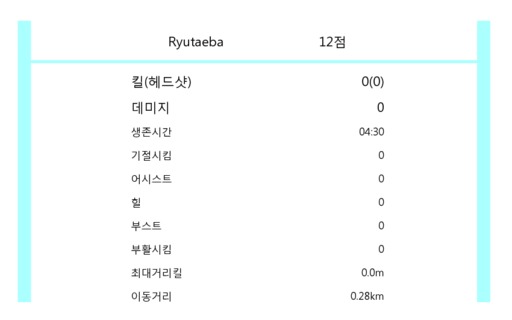 Ryutaeba 12점
킬(헤드샷) 0(0)
데미지 0
생존시간 04:30
기절시킴 0
어시스트 0
힐 0
부스트 0
부활시킴 0
최대거리킬 0.0m
이동거리 0.28km